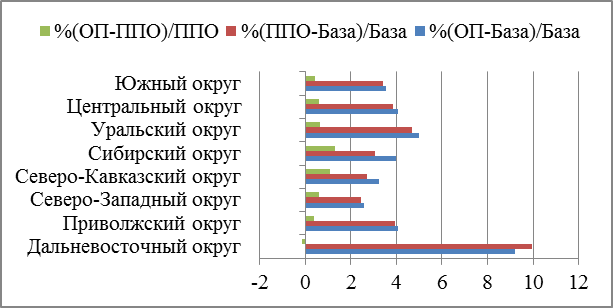 %(ОП-ППО)/ППО %(ППО-База)/База %(ОП-База)/База
Южный округ
Центральный округ
Уральский округ
Сибирский округ
Северо-Кавказский округ
Северо-Западный округ
Приволжский округ
Дальневосточный округ
-2 0 2 4 6 8 10 12